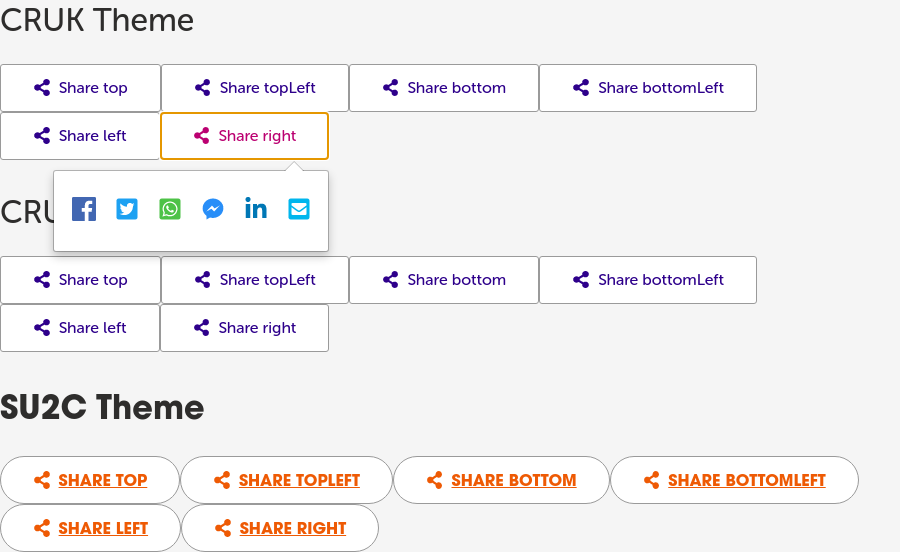 CRUK Theme
Share top Share topLeft Share bottom Share bottomLeft
Share left Share right
Share top Share topLeft Share bottom Share bottomLeft
Share left Share right
SU2C Theme
SHARE TOP SHARE TOPLEFT SHARE BOTTOM SHARE BOTTOMLEFT
SHARE LEFT SHARE RIGHT